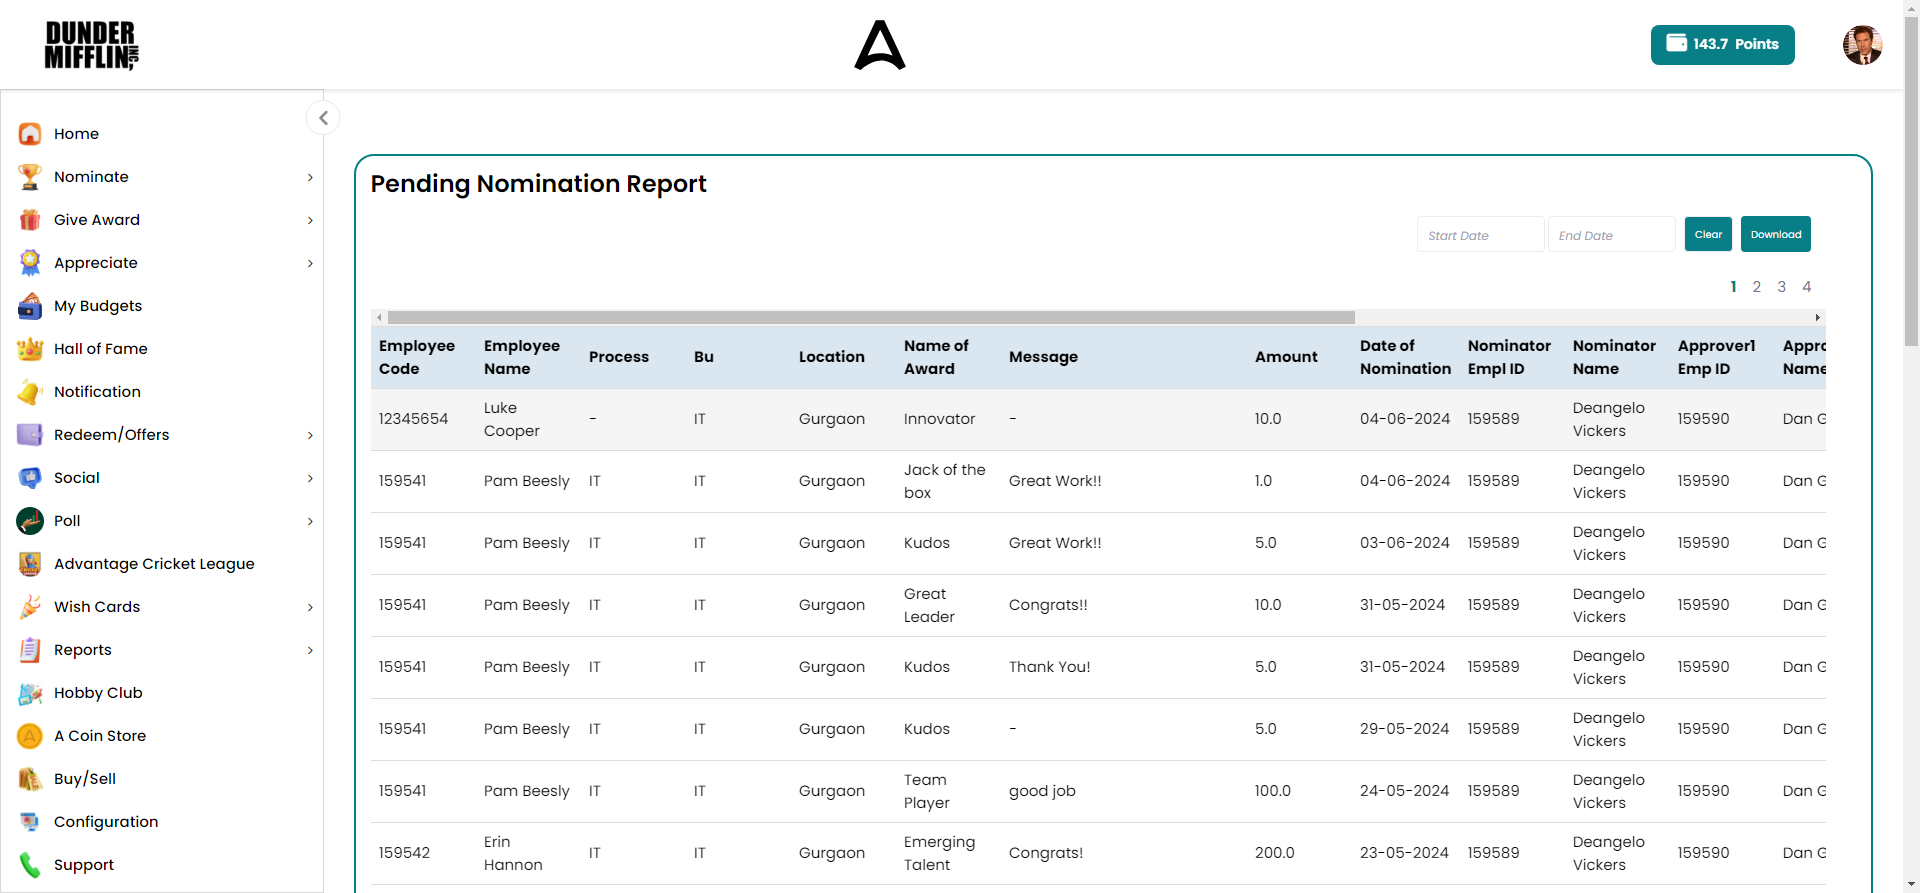 DUNDER
MIFFLIN INC,
143.7 Points
Home
Nominate
Give Award
Appreciate
My Budgets
Hall of Fame
Notification
Redeem/Offers
Social
Poll
Advantage Cricket League
Wish Cards
Reports
Hobby Club
A Coin Store
Buy/Sell
Configuration
Support
Pending Nomination Report
Start Date End Date Clear Download
1 2 3 4
Employee Code Employee Name Process Bu Location Name of Award Message Amount Date of Nomination Nominator Empl ID Nominator Name Approver1 Emp ID Appro Name
12345654 Luke Cooper - IT Gurgaon Innovator - 10.0 04-06-2024 159589 Deangelo Vickers 159590 Dan G
159541 Pam Beesly IT IT Gurgaon Jack of the box Great Work!! 1.0 04-06-2024 159589 Deangelo Vickers 159590 Dan G
159541 Pam Beesly IT IT Gurgaon Kudos Great Work!! 5.0 03-06-2024 159589 Deangelo Vickers 159590 Dan G
159541 Pam Beesly IT IT Gurgaon Great Leader Congrats!! 10.0 31-05-2024 159589 Deangelo Vickers 159590 Dan G
159541 Pam Beesly IT IT Gurgaon Kudos Thank You! 5.0 31-05-2024 159589 Deangelo Vickers 159590 Dan G
159541 Pam Beesly IT IT Gurgaon Kudos - 5.0 29-05-2024 159589 Deangelo Vickers 159590 Dan G
159541 Pam Beesly IT IT Gurgaon Team Player good job 100.0 24-05-2024 159589 Deangelo Vickers 159590 Dan G
159542 Erin Hannon IT IT Gurgaon Emerging Talent Congrats! 200.0 23-05-2024 159589 Deangelo Vickers 159590 Dan G